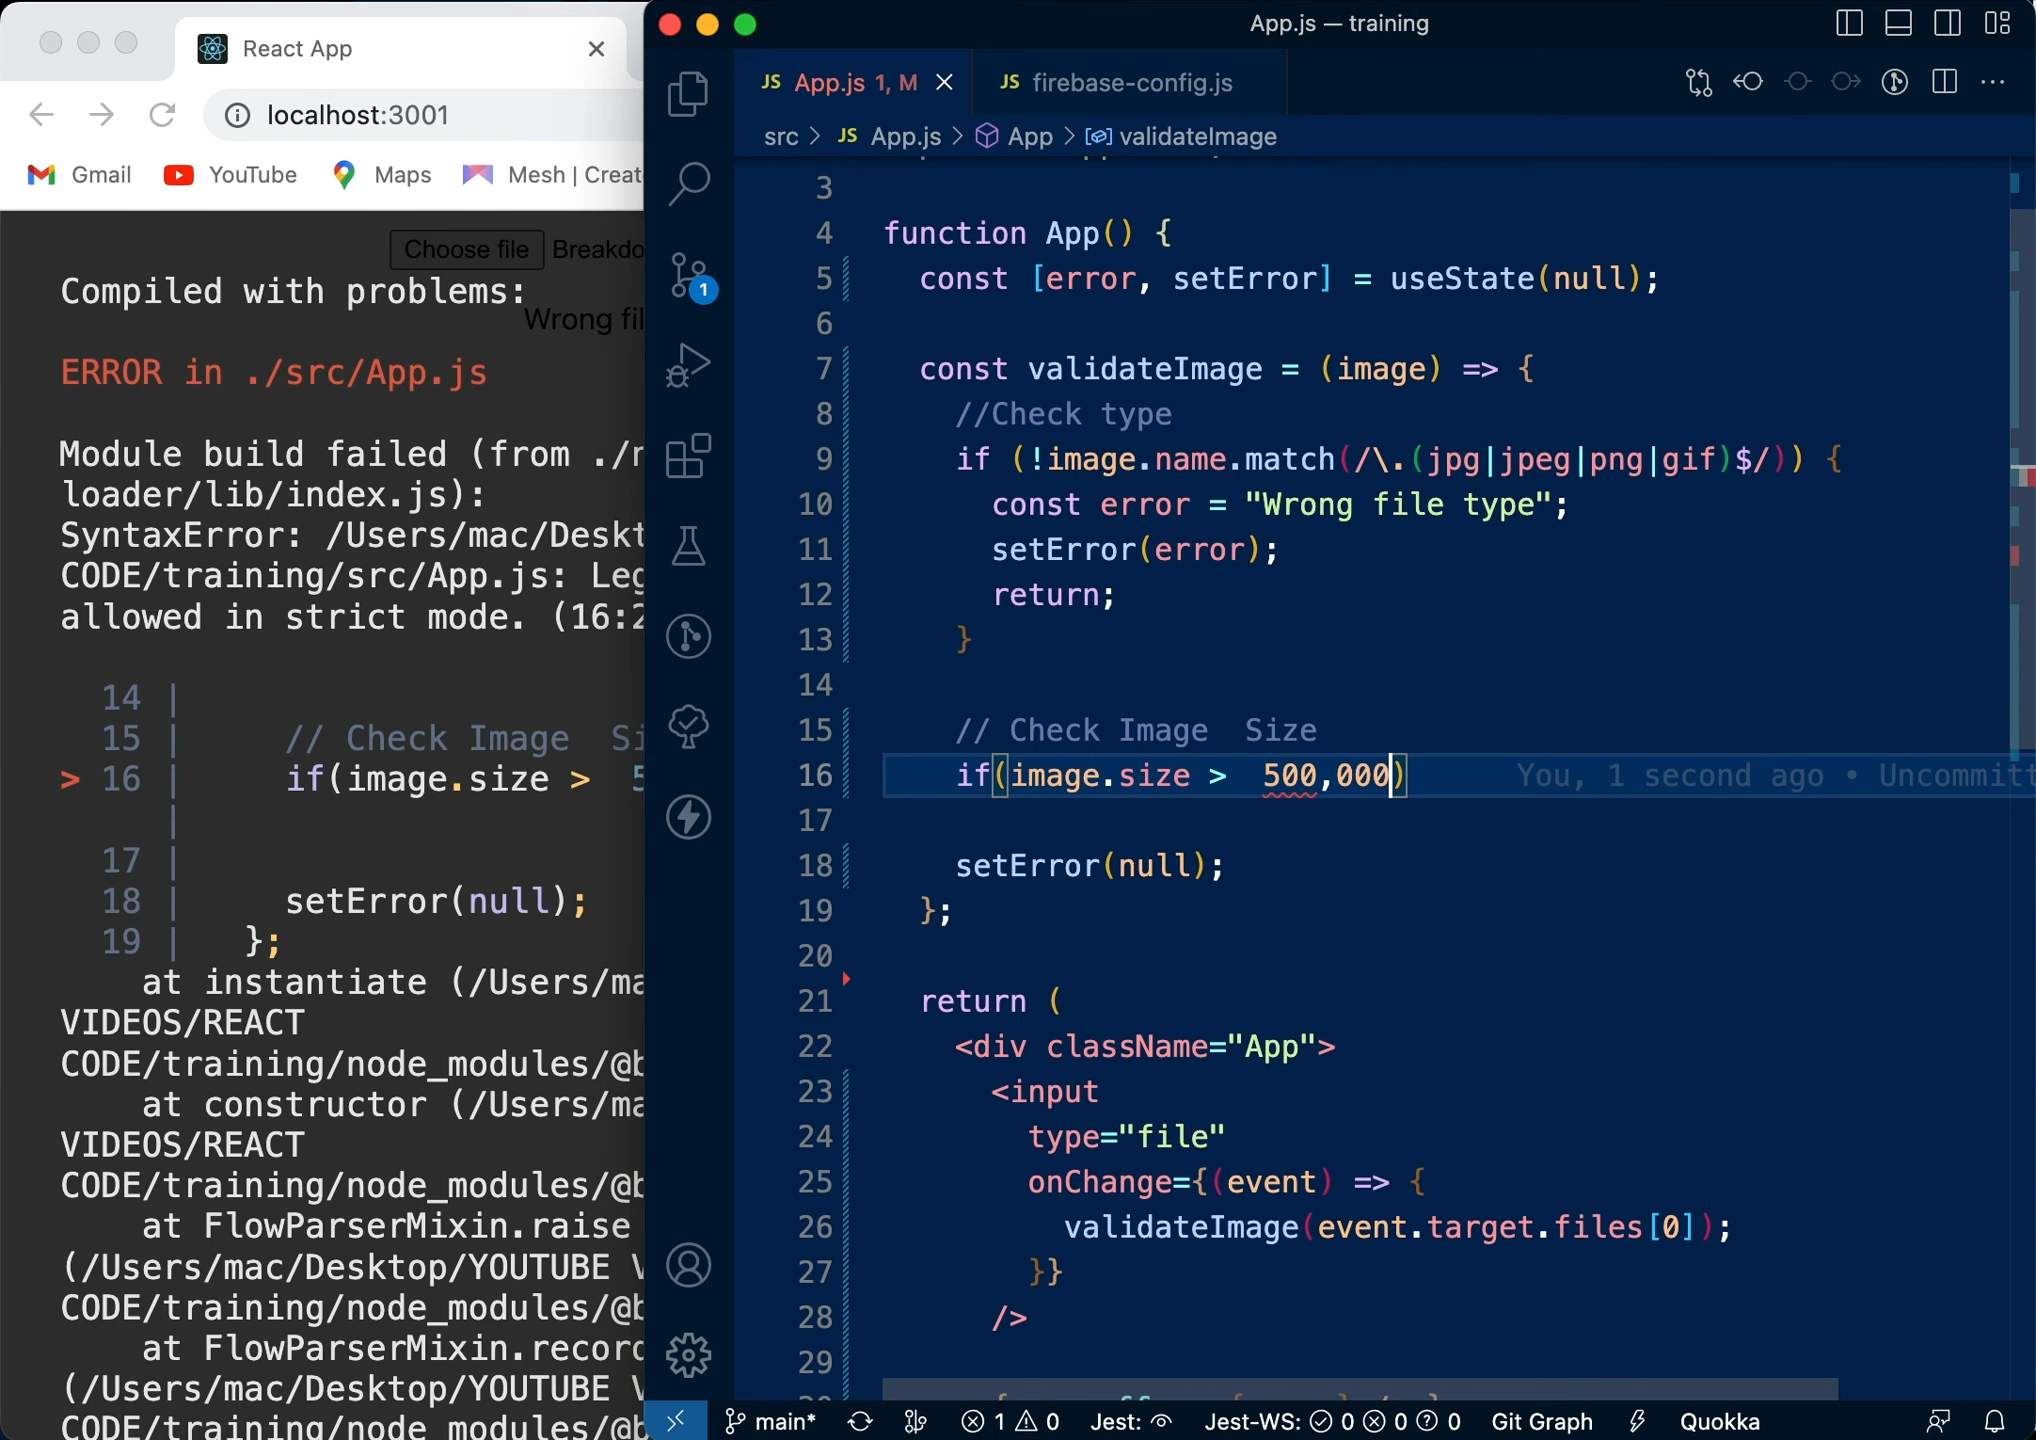 React App
localhost:3001
Gmail
YouTube
Maps
Mesh | Creat
Choose file Breakdo
Compiled with problems:
Wrong fil
ERROR in ./src/App.js
Module build failed (from ./n
loader/lib/index.js):
SyntaxError: /Users/mac/Deskt
CODE/training/src/App.js: Leg
allowed in strict mode. (16:2
14 |
15 | // Check Image  Si
> 16 | if(image.size >  5
|
17 |
18 | setError(null);
19 | };
at instantiate (/Users/ma
VIDEOS/REACT
CODE/training/node_modules/@b
at constructor (/Users/ma
VIDEOS/REACT
CODE/training/node_modules/@b
at FlowParserMixin.raise
(/Users/mac/Desktop/YOUTUBE V
CODE/training/node_modules/@b
at FlowParserMixin.record
(/Users/mac/Desktop/YOUTUBE V
CODE/training/node_modules/@b
App.js — training
JS App.js 1, M
JS firebase-config.js
src > JS App.js > App > validateImage
1
3
4 function App() {
5 const [error, setError] = useState(null);
6
7 const validateImage = (image) => {
8 //Check type
9 if (!image.name.match(/\.(jpg|jpeg|png|gif)$/)) {
10 const error = "Wrong file type";
11 setError(error);
12 return;
13 }
14
15 // Check Image  Size
16 if(image.size >  500,000) You, 1 second ago • Uncommitt
17
18 setError(null);
19 };
20
21 return (
22 <div className="App">
23 <input
24 type="file"
25 onChange={(event) => {
26 validateImage(event.target.files[0]);
27 }}
28 />
29
main* 1 0 Jest: Jest-WS: 0 0 0 Git Graph Quokka